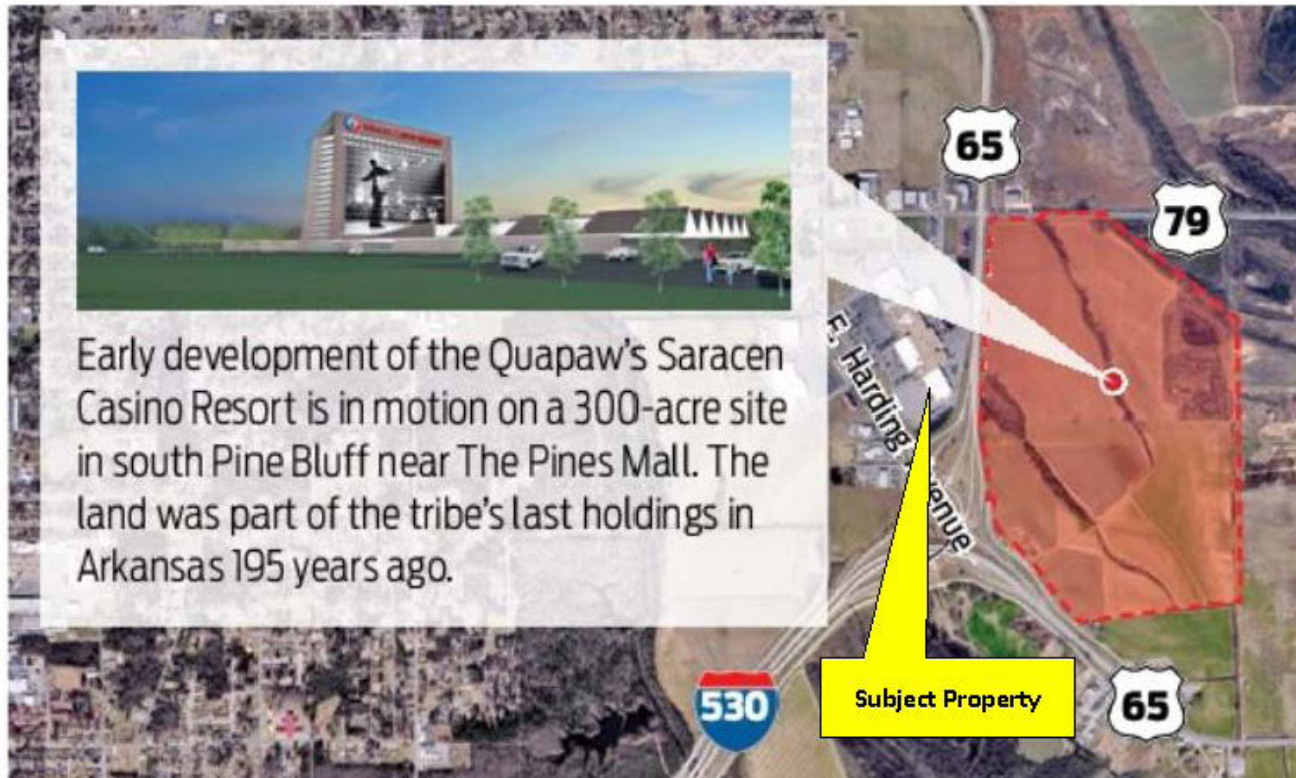 65
79
Early development of the Quapaw's Saracen
Casino Resort is in motion on a 300-acre site
in south Pine Bluff near The Pines Mall. The
land was part of the tribe's last holdings in
Arkansas 195 years ago.
E. Harding
enue
530
Subject Property
65